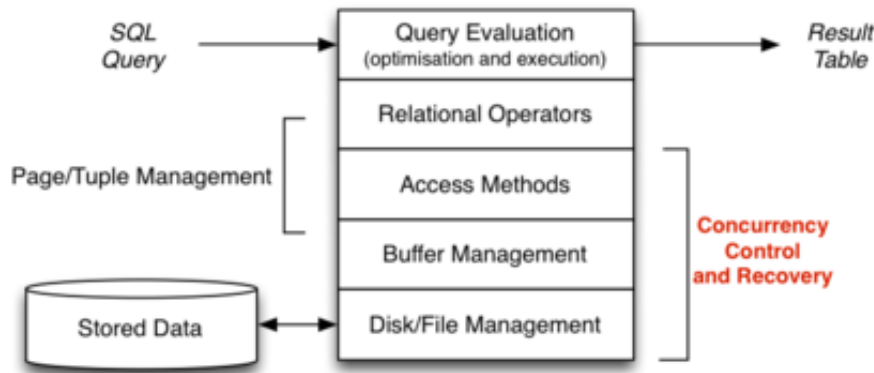 SQL
Query
Query Evaluation
(optimisation and execution)
Result
Table
Relational Operators
Page/Tuple Management
Access Methods
Concurrency
Control
and Recovery
Buffer Management
Stored Data
Disk/File Management